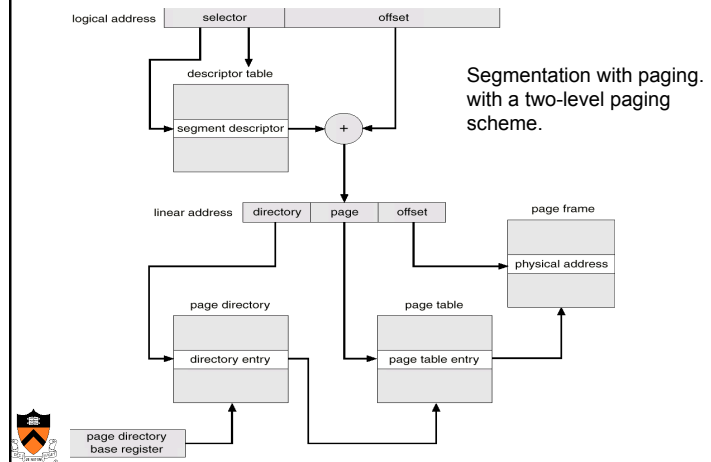 logical address
selector
offset
descriptor table
segment descriptor
+
Segmentation with paging.
with a two-level paging
scheme.
linear address
directory
page
offset
page frame
physical address
page directory
page table
directory entry
page table entry
page directory
base register